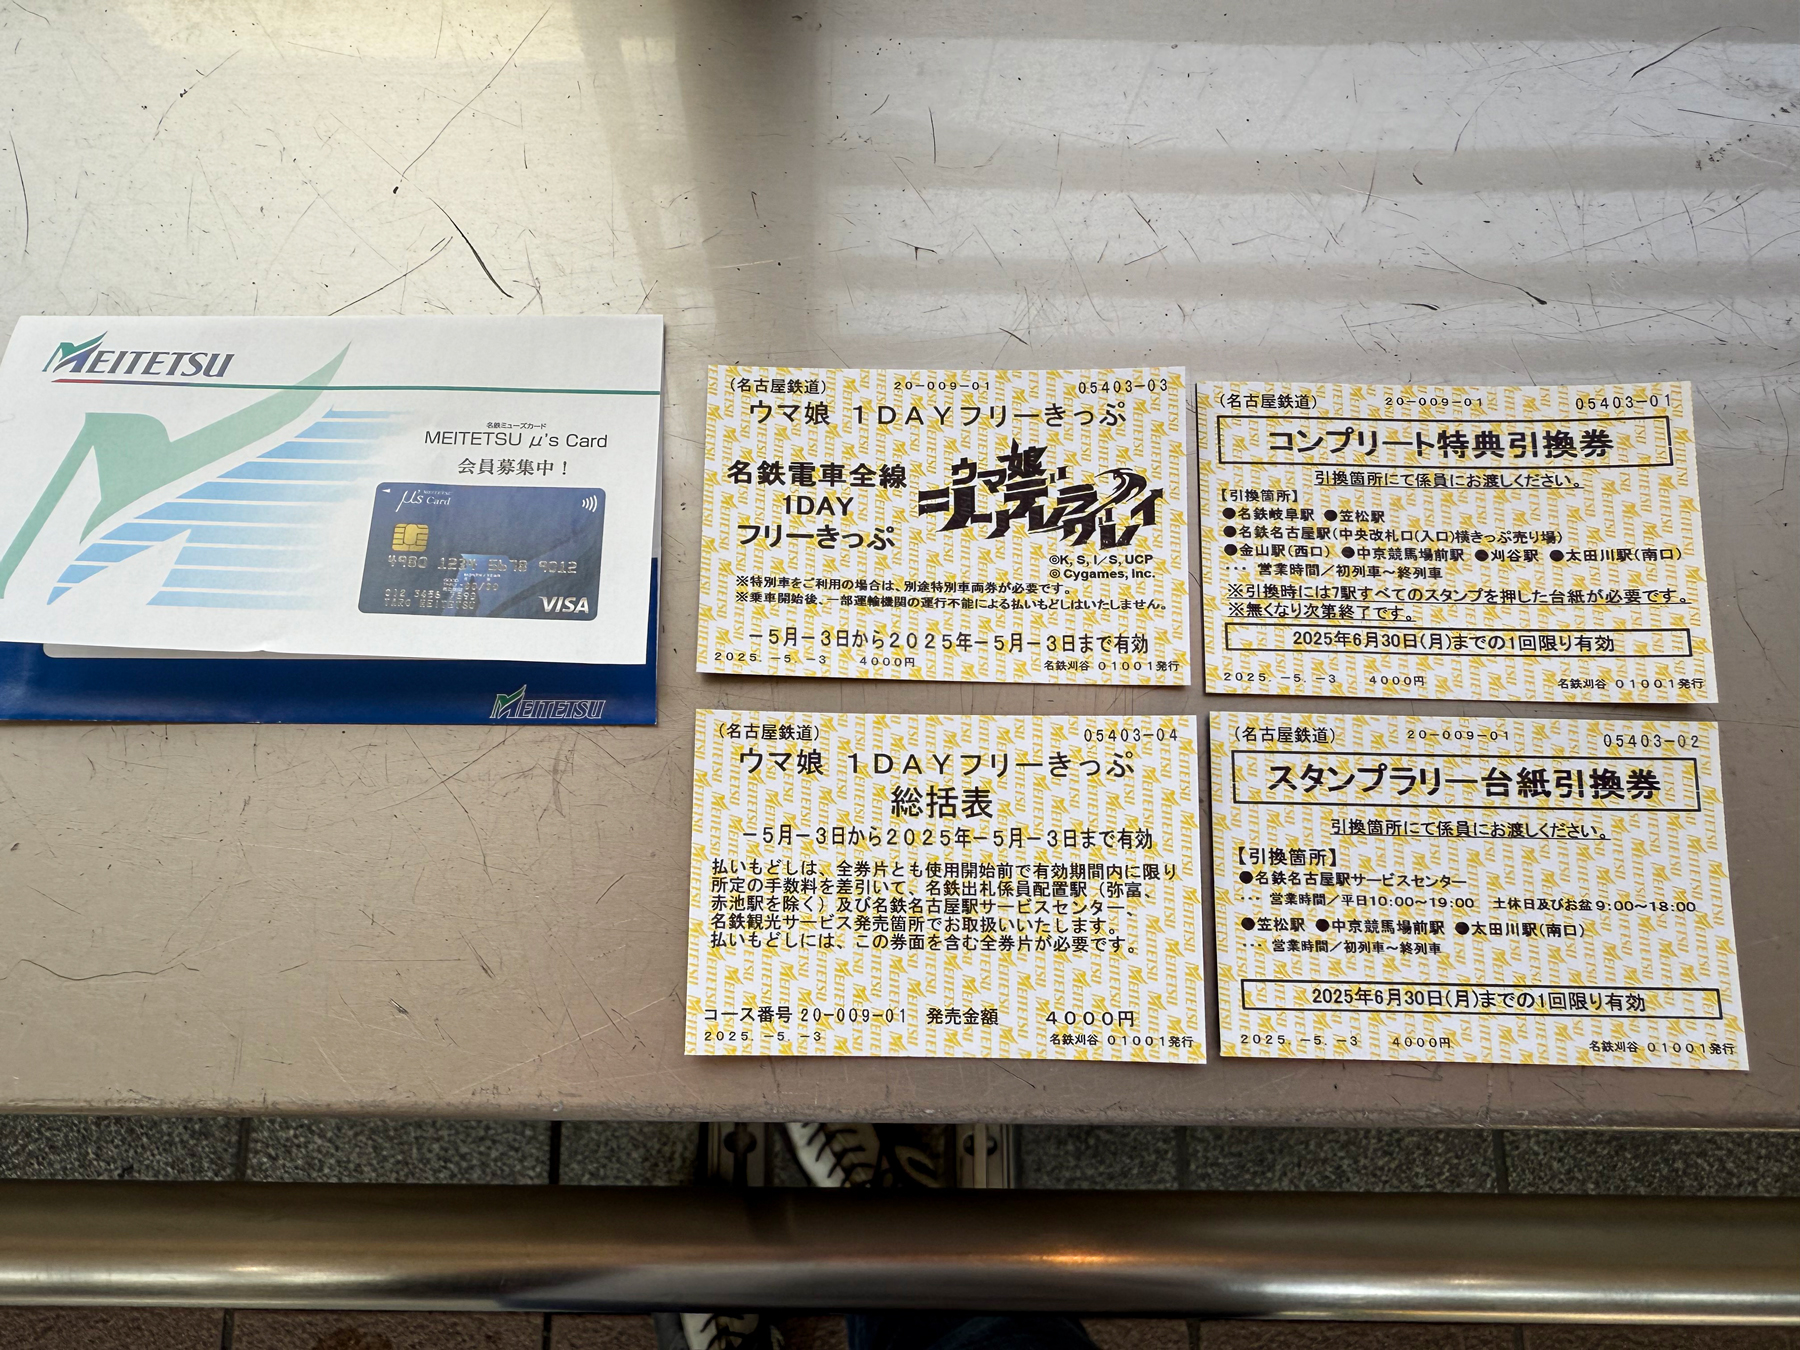 MEITETSU
名鉄ミューズカード
MEITETSU μ's Card
会員募集中！
μ's Card
4980 1234 5678 9012
012 3456 7890
TARO MEITETSU
VISA
MEITETSU
(名古屋鉄道) 20-009-01 05403-03
ウマ娘 1DAYフリーきっぷ
名鉄電車全線
1DAY
フリーきっぷ
ウマ娘
シンデレラグレイ
©K, S, I／S, UCP
© Cygames, Inc.
※特別車をご利用の場合は、別途特別車両券が必要です。
※乗車開始後、一部運輸機関の運行不能による払いもどしはいたしません。
－5月－3日から2025年－5月－3日まで有効
2025. -5. -3 4000円 名鉄刈谷 01001発行
(名古屋鉄道) 20-009-01 05403-01
コンプリート特典引換券
引換箇所にて係員にお渡しください。
【引換箇所】
●名鉄岐阜駅 ●笠松駅
●名鉄名古屋駅(中央改札口(入口)横きっぷ売り場)
●金山駅(西口) ●中京競馬場前駅 ●刈谷駅 ●太田川駅(南口)
… 営業時間／初列車～終列車
※引換時には7駅すべてのスタンプを押した台紙が必要です。
※無くなり次第終了です。
2025年6月30日(月)までの1回限り有効
2025. -5. -3 4000円 名鉄刈谷 01001発行
(名古屋鉄道) 05403-04
ウマ娘 1DAYフリーきっぷ
総括表
－5月－3日から2025年－5月－3日まで有効
払いもどしは、全券片とも使用開始前で有効期間内に限り
所定の手数料を差引いて、名鉄出札係員配置駅（弥富、
赤池駅を除く）及び名鉄名古屋駅サービスセンター、
名鉄観光サービス発売箇所でお取扱いいたします。
払いもどしには、この券面を含む全券片が必要です。
コース番号 20-009-01 発売金額 4000円
2025. -5. -3 名鉄刈谷 01001発行
(名古屋鉄道) 20-009-01 05403-02
スタンプラリー台紙引換券
引換箇所にて係員にお渡しください。
【引換箇所】
●名鉄名古屋駅サービスセンター
… 営業時間／平日10:00～19:00 土休日及びお盆9:00～18:00
●笠松駅 ●中京競馬場前駅 ●太田川駅(南口)
… 営業時間／初列車～終列車
2025年6月30日(月)までの1回限り有効
2025. -5. -3 4000円 名鉄刈谷 01001発行